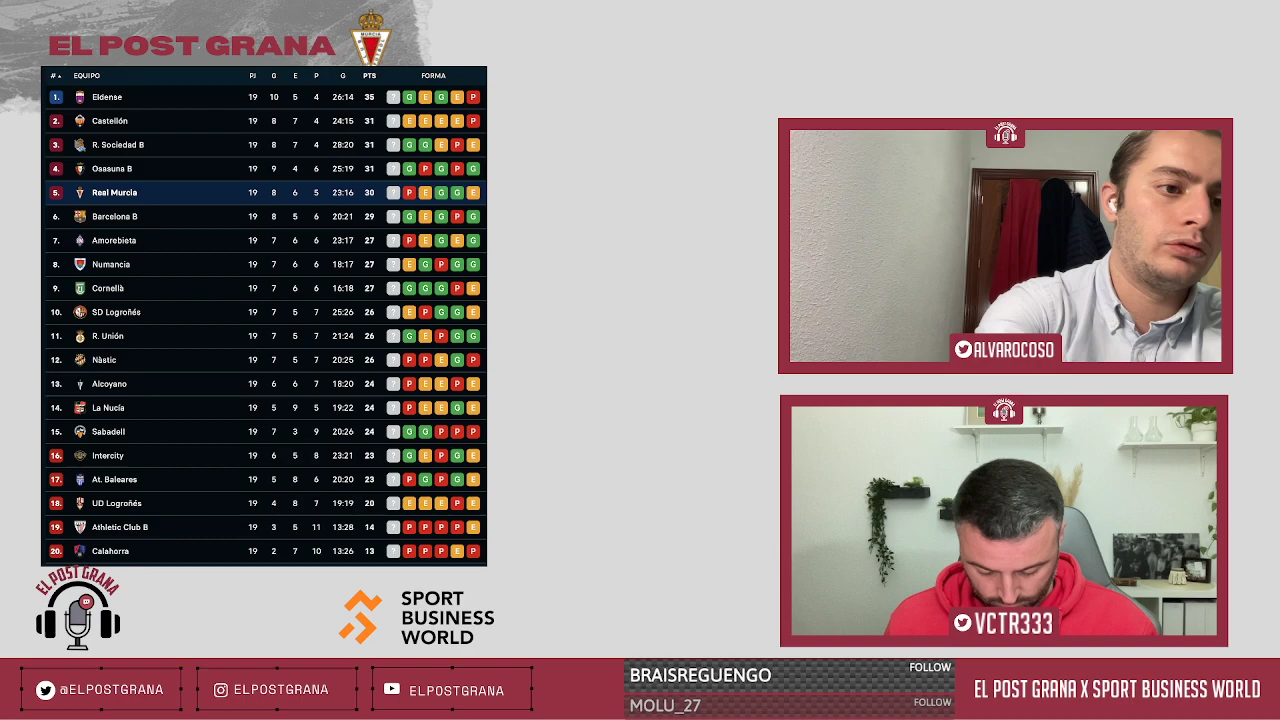 EL POST GRANA
MURCIA
# EQUIPO PJ G E P G PTS FORMA
1. Eldense 19 10 5 4 26:14 35 ? G E G E P
2. Castellón 19 8 7 4 24:15 31 ? E E E E P
3. R. Sociedad B 19 8 7 4 28:20 31 ? G G E P E
4. Osasuna B 19 9 4 6 25:19 31 ? G P G P G
5. Real Murcia 19 8 6 5 23:16 30 ? P E G G E
6. Barcelona B 19 8 5 6 20:21 29 ? G E G P G
7. Amorebieta 19 7 6 6 23:17 27 ? P E G E G
8. Numancia 19 7 6 6 18:17 27 ? E G P G G
9. Cornellà 19 7 6 6 16:18 27 ? G G G P E
10. SD Logroñés 19 7 5 7 25:26 26 ? E P G G E
11. R. Unión 19 7 5 7 21:24 26 ? G E P G G
12. Nàstic 19 7 5 7 20:25 26 ? P P E G P
13. Alcoyano 19 6 6 7 18:20 24 ? P E E P E
14. La Nucía 19 5 9 5 19:22 24 ? P E E G E
15. Sabadell 19 7 3 9 20:26 24 ? G G P P P
16. Intercity 19 6 5 8 23:21 23 ? G E P G E
17. At. Baleares 19 5 8 6 20:20 23 ? P G P G E
18. UD Logroñés 19 4 8 7 19:19 20 ? E E E P E
19. Athletic Club B 19 3 5 11 13:28 14 ? P P P P E
20. Calahorra 19 2 7 10 13:26 13 ? P P P E P
ALVAROCOSO
VCTR333
EL POST GRANA
SPORT
BUSINESS
WORLD
@ELPOSTGRANA
ELPOSTGRANA
ELPOSTGRANA
BRAISREGUENGO FOLLOW
MOLU_27 FOLLOW
EL POST GRANA X SPORT BUSINESS WORLD